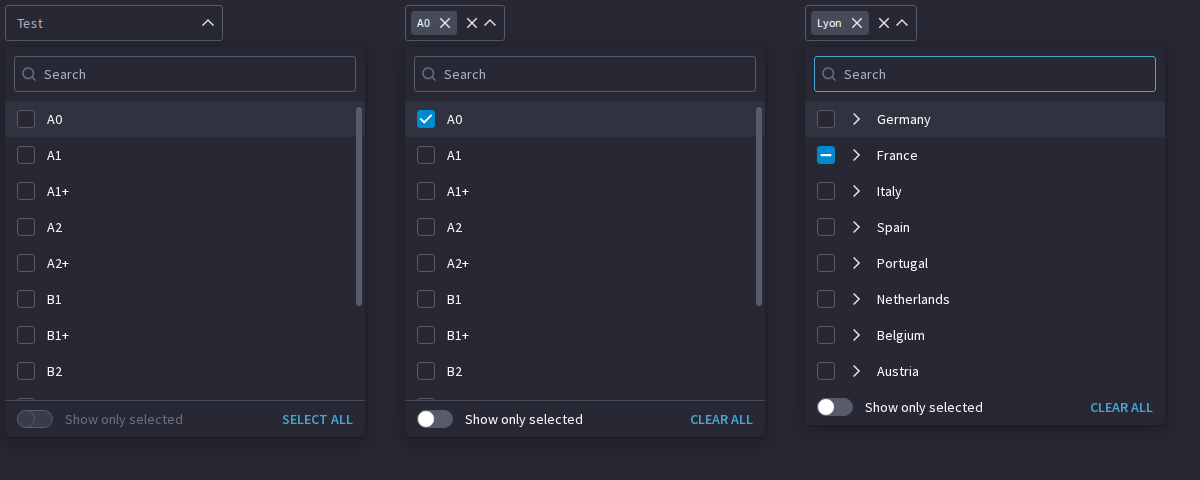 Test
Search
A0
A1
A1+
A2
A2+
B1
B1+
B2
Show only selected
SELECT ALL
A0
Search
A0
A1
A1+
A2
A2+
B1
B1+
B2
Show only selected
CLEAR ALL
Lyon
Search
Germany
France
Italy
Spain
Portugal
Netherlands
Belgium
Austria
Show only selected
CLEAR ALL